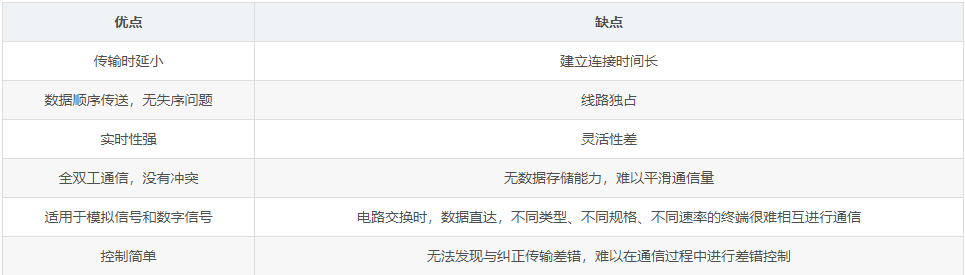 优点 缺点
传输时延小 建立连接时间长
数据顺序传送，无失序问题 线路独占
实时性强 灵活性差
全双工通信，没有冲突 无数据存储能力，难以平滑通信量
适用于模拟信号和数字信号 电路交换时，数据直达，不同类型、不同规格、不同速率的终端很难相互进行通信
控制简单 无法发现与纠正传输差错，难以在通信过程中进行差错控制